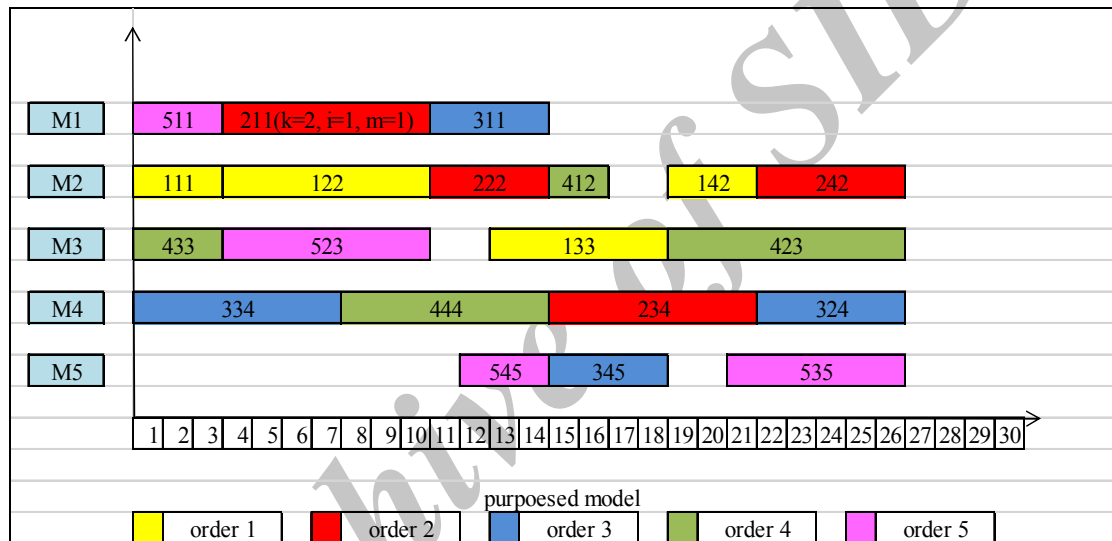 M1 511 211(k=2, i=1, m=1) 311
M2 111 122 222 412 142 242
M3 433 523 133 423
M4 334 444 234 324
M5 545 345 535
1 2 3 4 5 6 7 8 9 10 11 12 13 14 15 16 17 18 19 20 21 22 23 24 25 26 27 28 29 30
purpoesed model
order 1 order 2 order 3 order 4 order 5
hive of SI